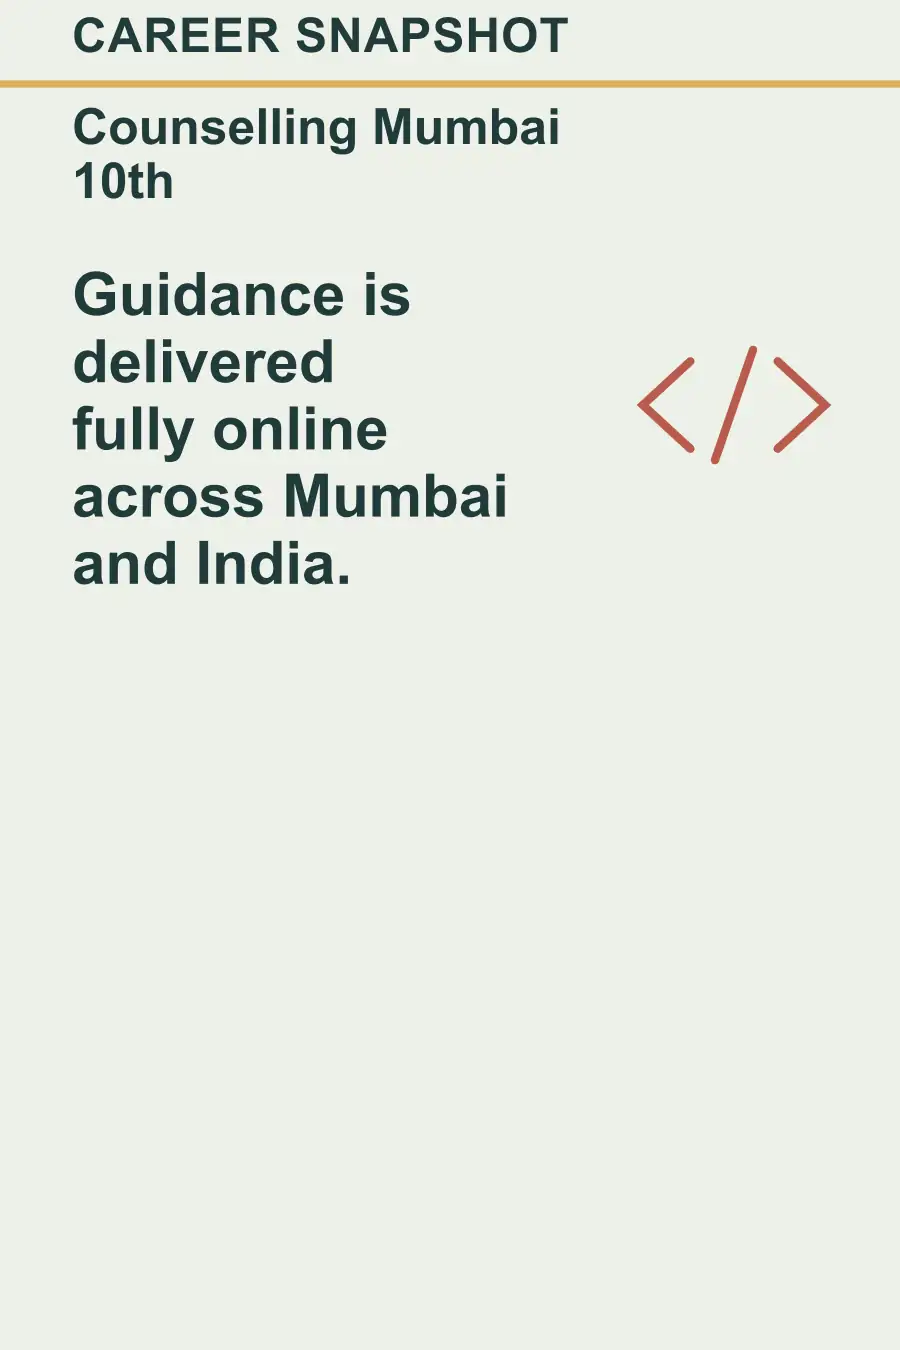 CAREER SNAPSHOT
Counselling Mumbai
10th
Guidance is
delivered
fully online
across Mumbai
and India.